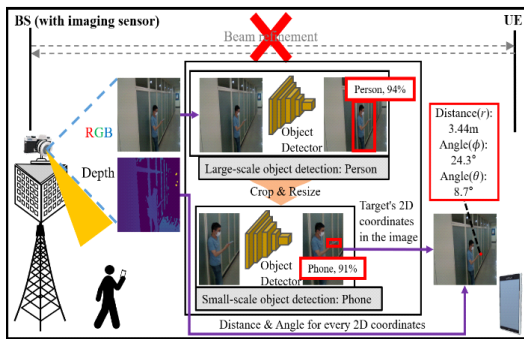 BS (with imaging sensor)
UE
Beam refinement
RGB
Depth
Person, 94%
Object
Detector
Large-scale object detection: Person
Crop & Resize
Object
Detector
Phone, 91%
Small-scale object detection: Phone
Target's 2D
coordinates
in the image
Distance(r):
3.44m
Angle(ϕ):
24.3°
Angle(θ):
8.7°
Distance & Angle for every 2D coordinates